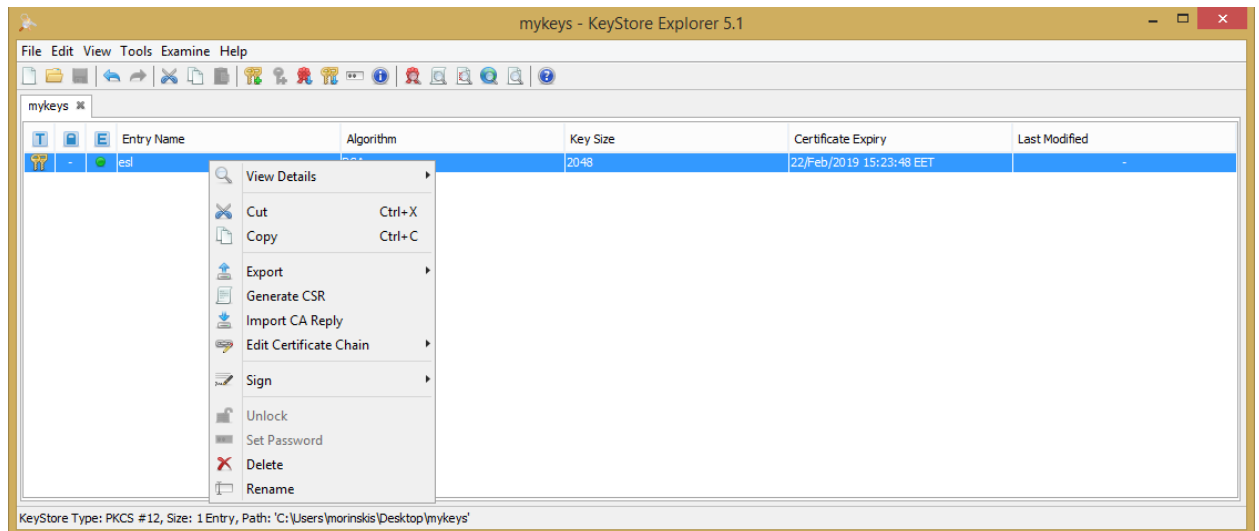 mykeys - KeyStore Explorer 5.1
File Edit View Tools Examine Help
mykeys
T E Entry Name Algorithm Key Size Certificate Expiry Last Modified
- esl 2048 22/Feb/2019 15:23:48 EET -
View Details
Cut Ctrl+X
Copy Ctrl+C
Export
Generate CSR
Import CA Reply
Edit Certificate Chain
Sign
Unlock
Set Password
Delete
Rename
KeyStore Type: PKCS #12, Size: 1 Entry, Path: 'C:\Users\morinskis\Desktop\mykeys'